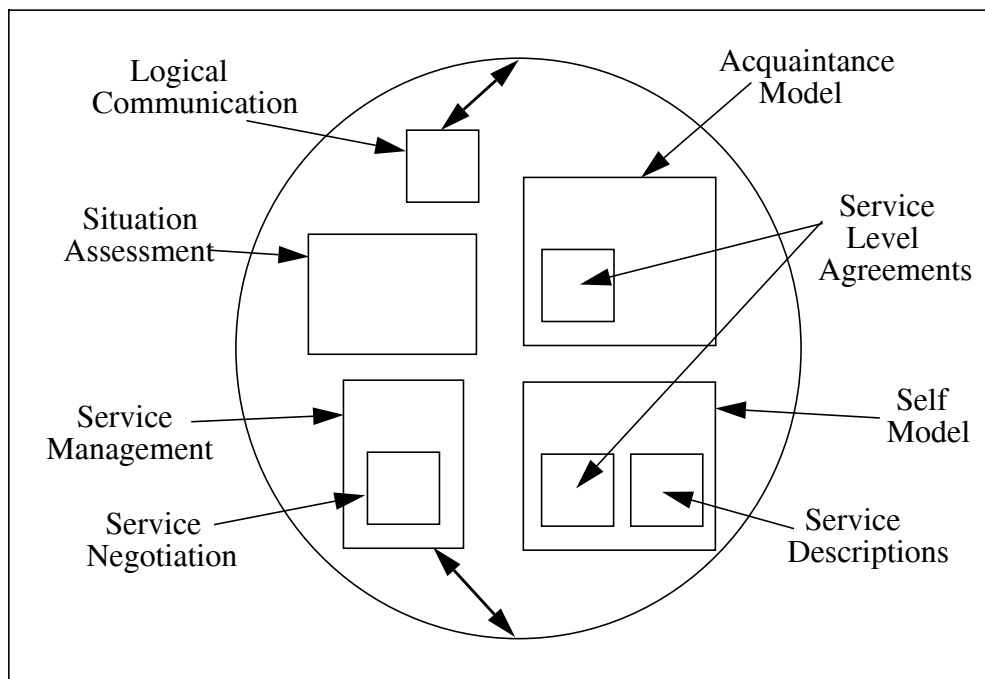 Logical
Communication
Acquaintance
Model
Situation
Assessment
Service
Level
Agreements
Service
Management
Self
Model
Service
Negotiation
Service
Descriptions